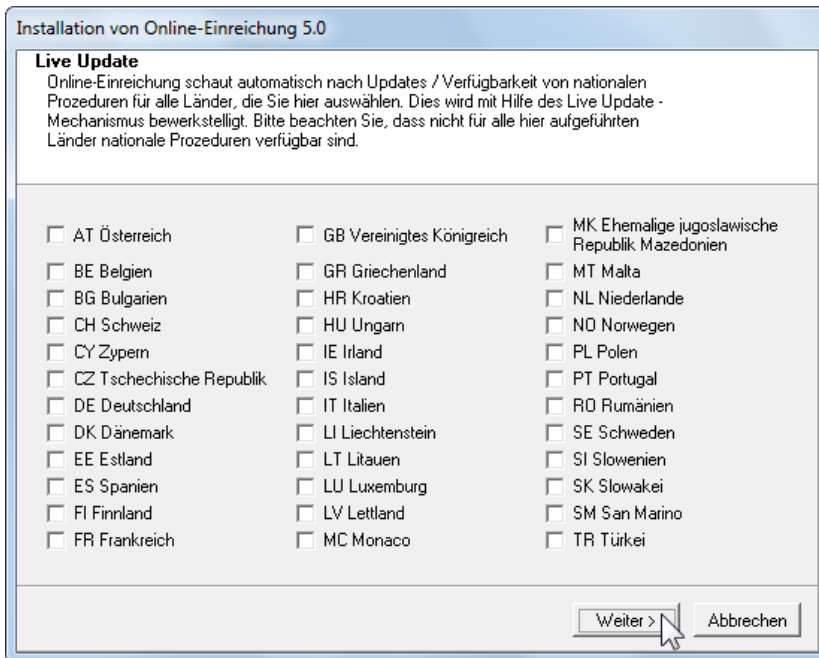 Installation von Online-Einreichung 5.0
Live Update
Online-Einreichung schaut automatisch nach Updates / Verfügbarkeit von nationalen
Prozeduren für alle Länder, die Sie hier auswählen. Dies wird mit Hilfe des Live Update -
Mechanismus bewerkstelligt. Bitte beachten Sie, dass nicht für alle hier aufgeführten
Länder nationale Prozeduren verfügbar sind.
AT Österreich
BE Belgien
BG Bulgarien
CH Schweiz
CY Zypern
CZ Tschechische Republik
DE Deutschland
DK Dänemark
EE Estland
ES Spanien
FI Finnland
FR Frankreich
GB Vereinigtes Königreich
GR Griechenland
HR Kroatien
HU Ungarn
IE Irland
IS Island
IT Italien
LI Liechtenstein
LT Litauen
LU Luxemburg
LV Lettland
MC Monaco
MK Ehemalige jugoslawische
Republik Mazedonien
MT Malta
NL Niederlande
NO Norwegen
PL Polen
PT Portugal
RO Rumänien
SE Schweden
SI Slowenien
SK Slowakei
SM San Marino
TR Türkei
Weiter >
Abbrechen